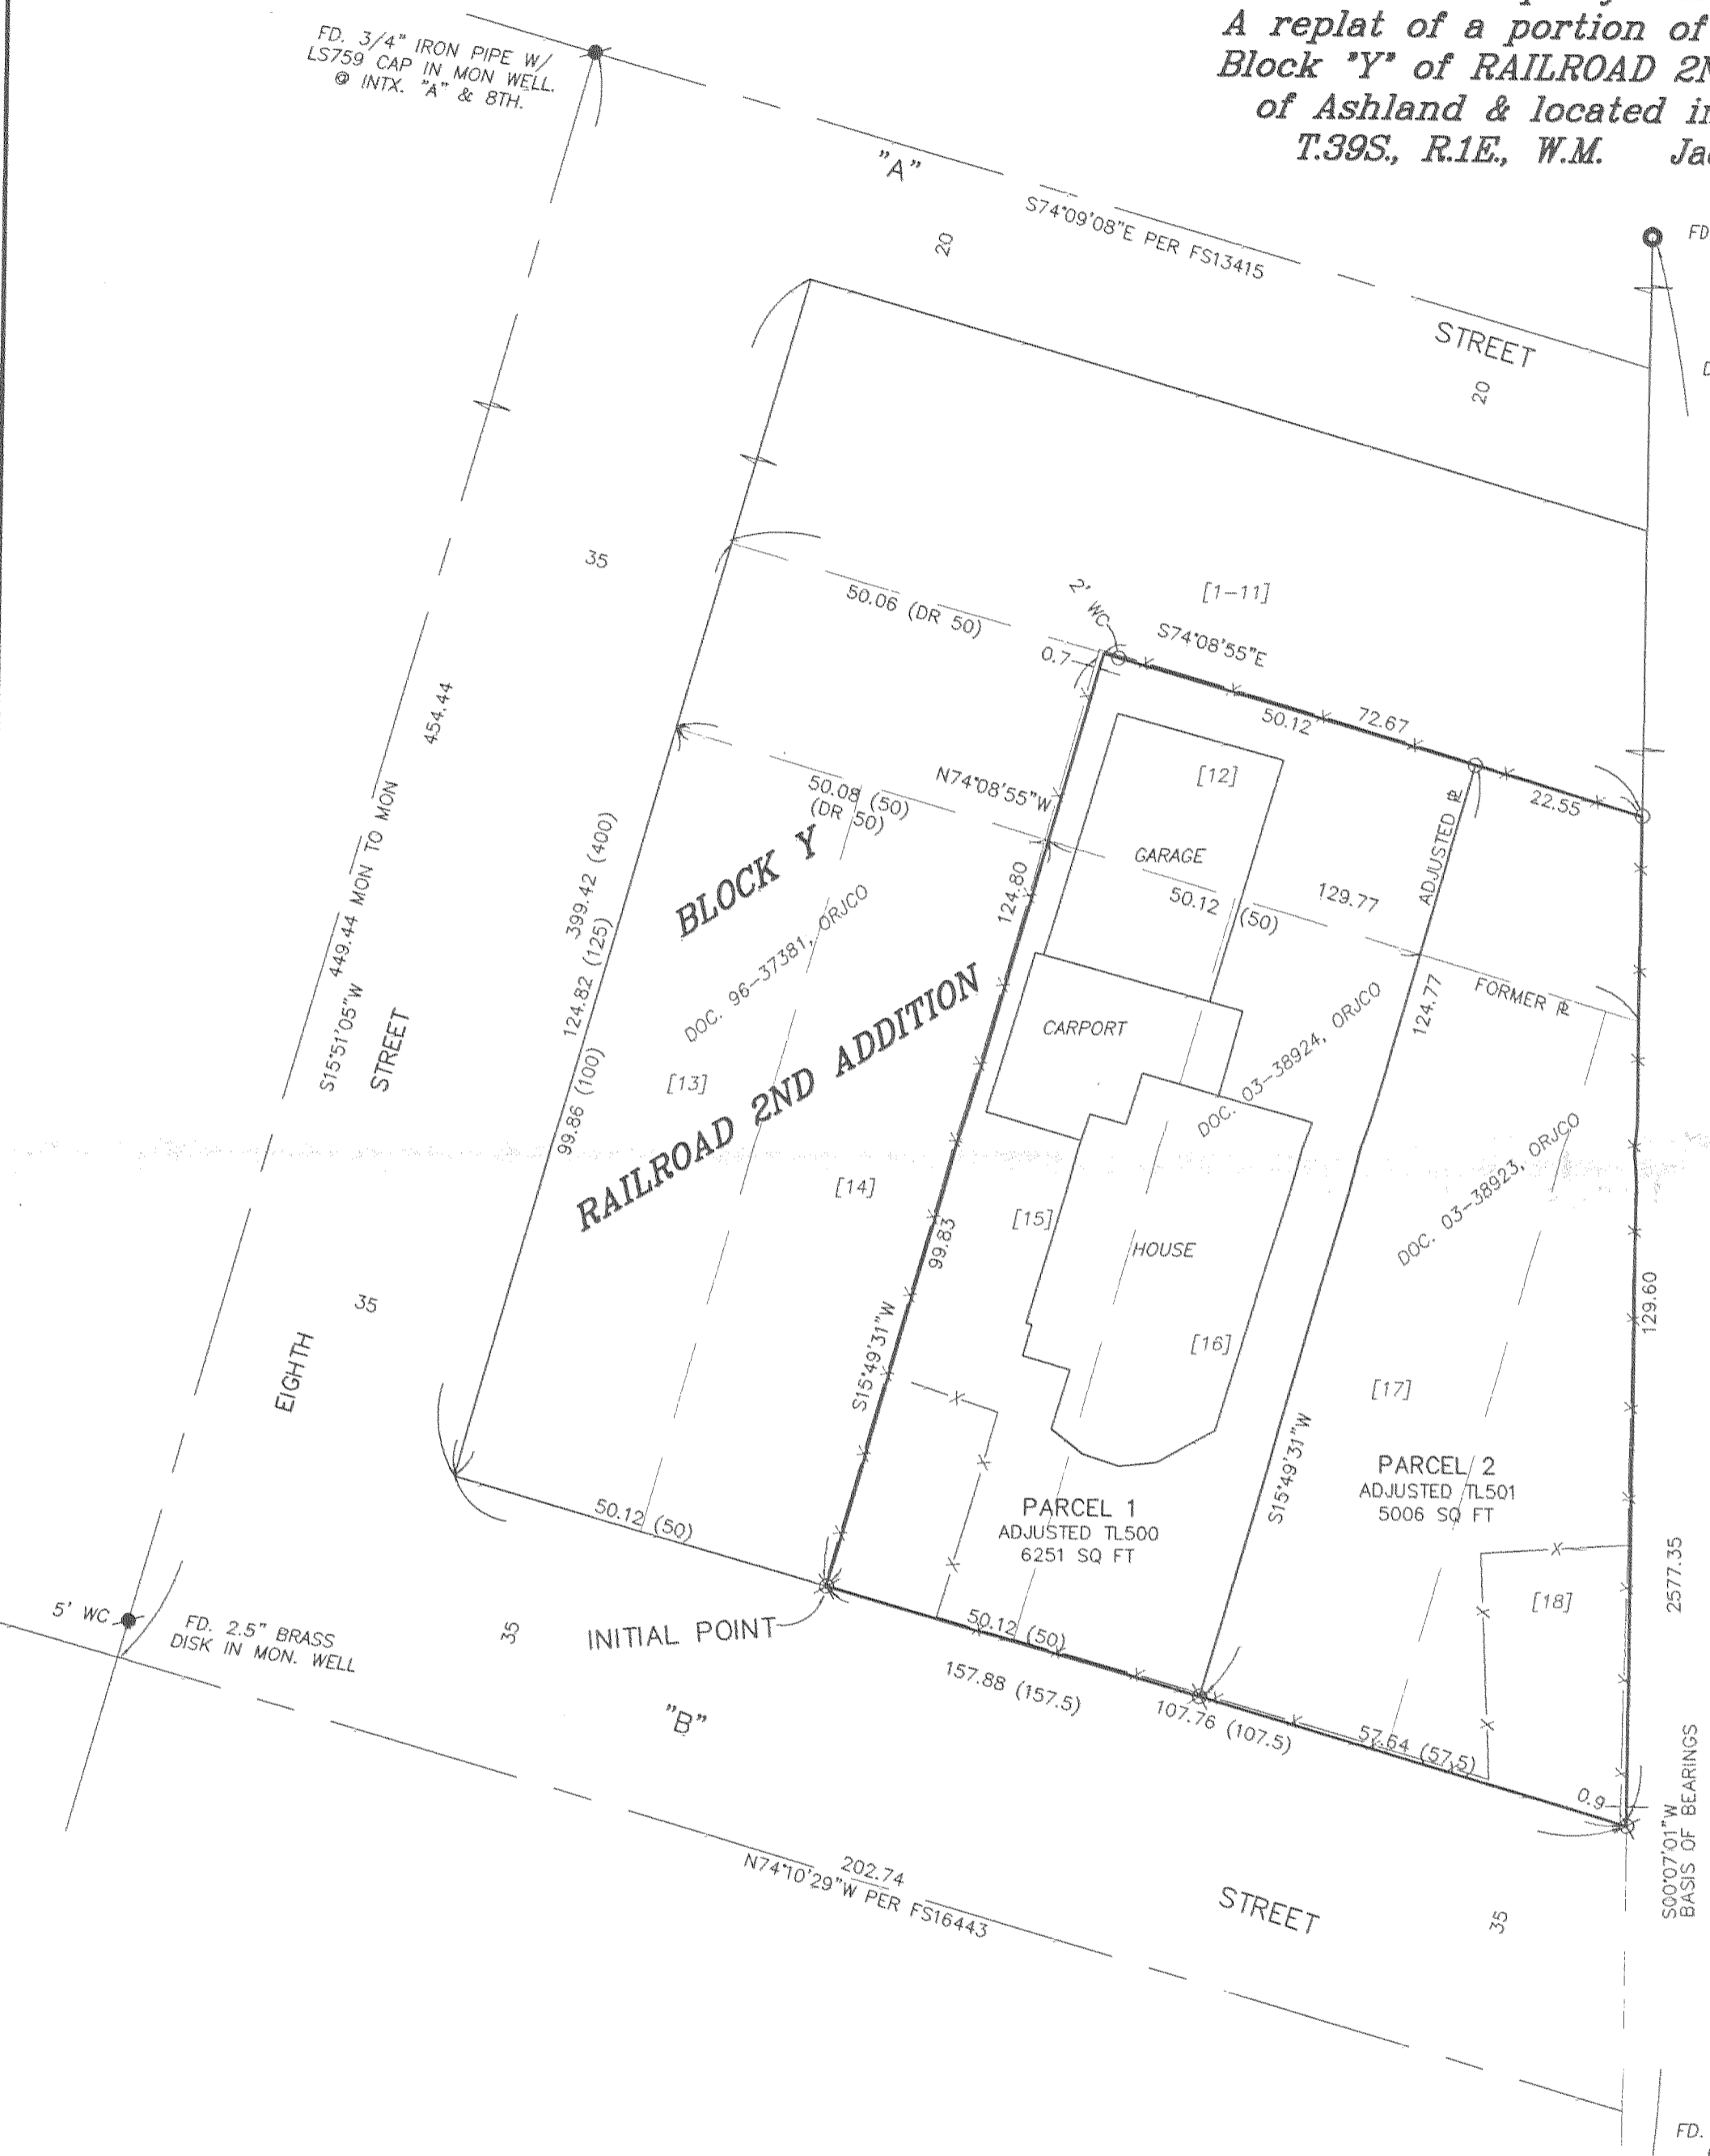 A replat of a portion of
Block "Y" of RAILROAD
of Ashland & located
T.39S., R.1E., W.M.
FD. 3/4" IRON PIPE W/
LS759 CAP IN MON WELL.
@ INTX. "A" & 8TH.
"A"
20
S74°09'08"E PER FS13415
FD
STREET
20
35
[1-11]
2' WC
50.06 (DR 50)
S74°08'55"E
0.7
50.12
72.67
454.44
[12]
N74°08'55"W
50.08 (50)
(DR 50)
22.55
ADJUSTED PL
449.44 MON TO MON
S15°51'05"W
399.42 (400)
124.82 (125)
BLOCK Y
GARAGE
124.80
50.12 (50)
129.77
DOC. 96-37381, ORJCO
RAILROAD 2ND ADDITION
FORMER PL
124.77
STREET
CARPORT
DOC. 03-38924, ORJCO
[13]
99.86 (100)
DOC. 03-38923, ORJCO
[14]
[15]
99.83
HOUSE
35
129.60
[16]
S15°49'31"W
EIGHTH
[17]
S15°49'31"W
PARCEL 2
ADJUSTED TL501
5006 SQ FT
PARCEL 1
ADJUSTED TL500
6251 SQ FT
50.12 (50)
2577.35
[18]
5' WC
FD. 2.5" BRASS
DISK IN MON. WELL
35
INITIAL POINT
50.12 (50)
157.88 (157.5)
107.76 (107.5)
57.64 (57.5)
"B"
0.9
S00°07'01"W
BASIS OF BEARINGS
202.74
N74°10'29"W PER FS16443
STREET
35
FD.